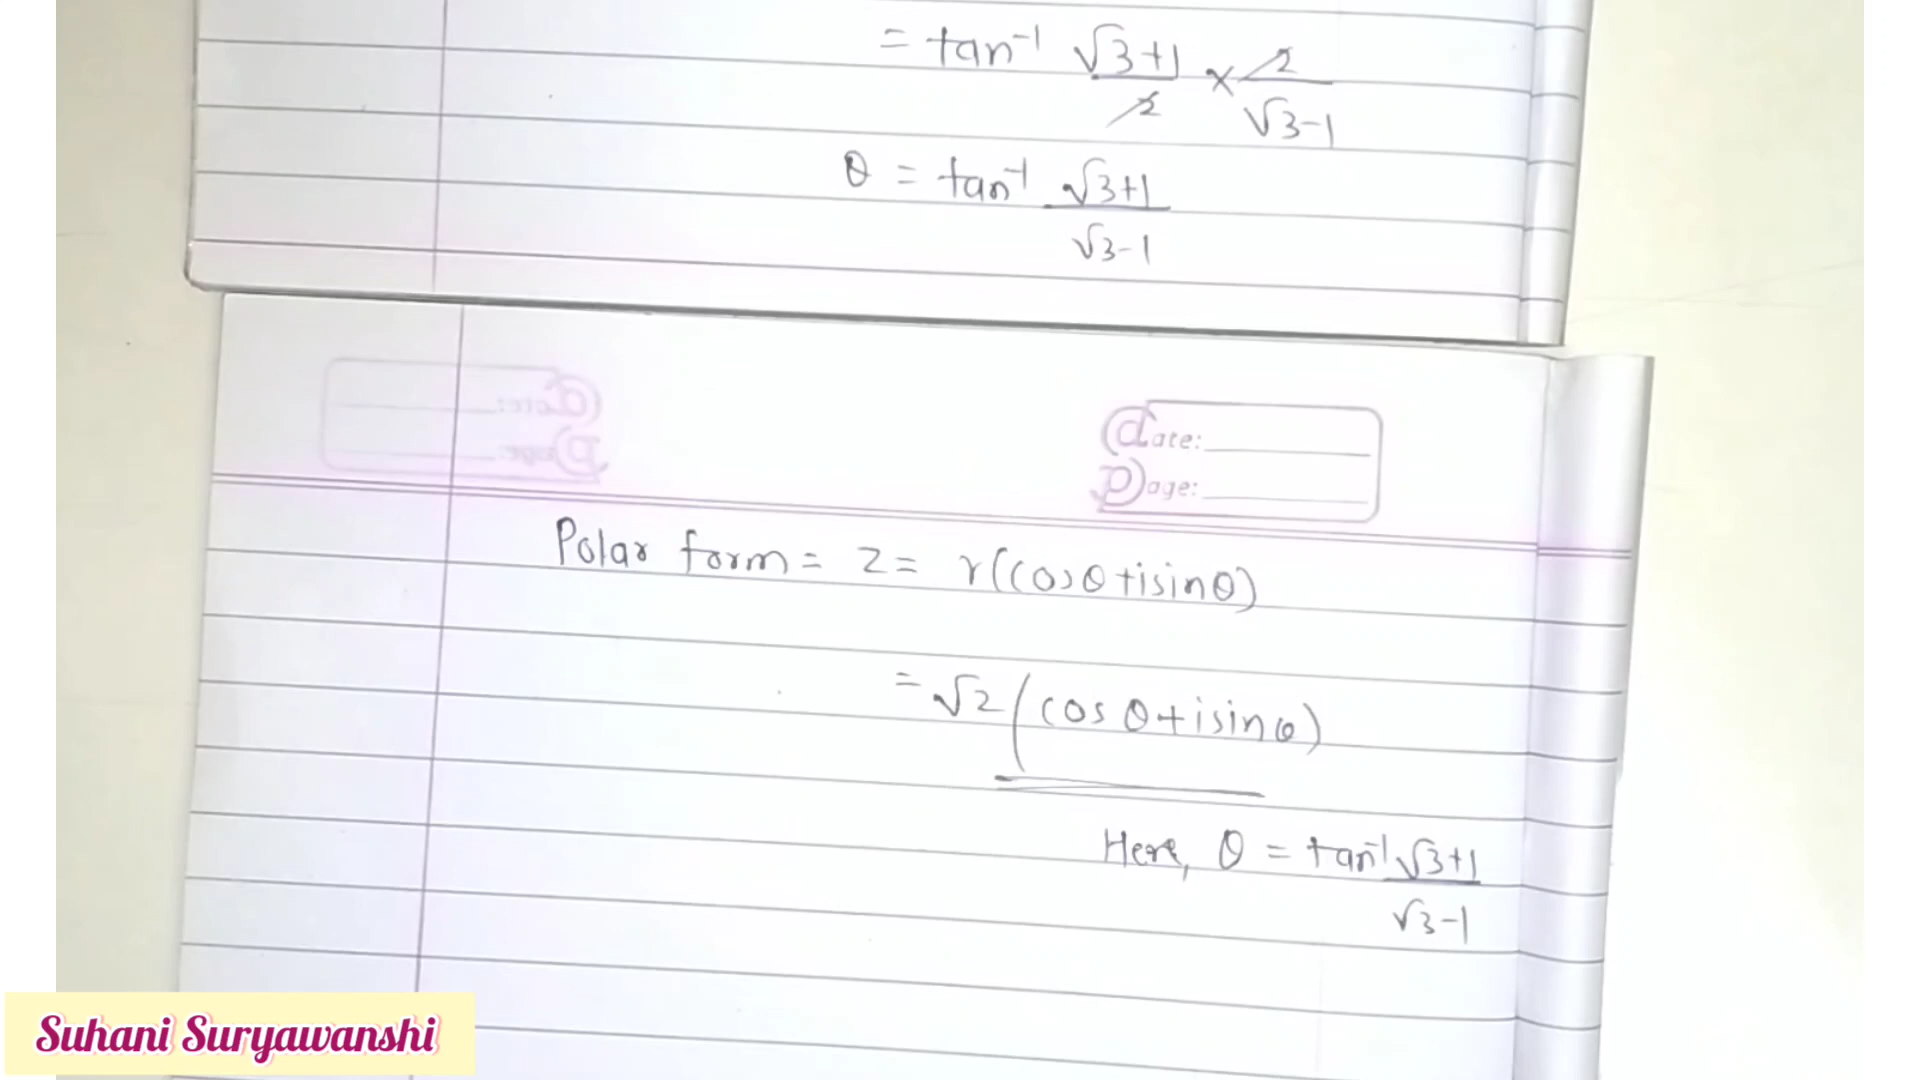 = tan⁻¹ √3+1/2 × 2/√3-1
θ = tan⁻¹ √3+1/√3-1
Date:
Page:
Polar form = z = r(cosθ+isinθ)
= √2 (cos θ+isinθ)
Here, θ = tan⁻¹ √3+1/√3-1
Suhani Suryawanshi